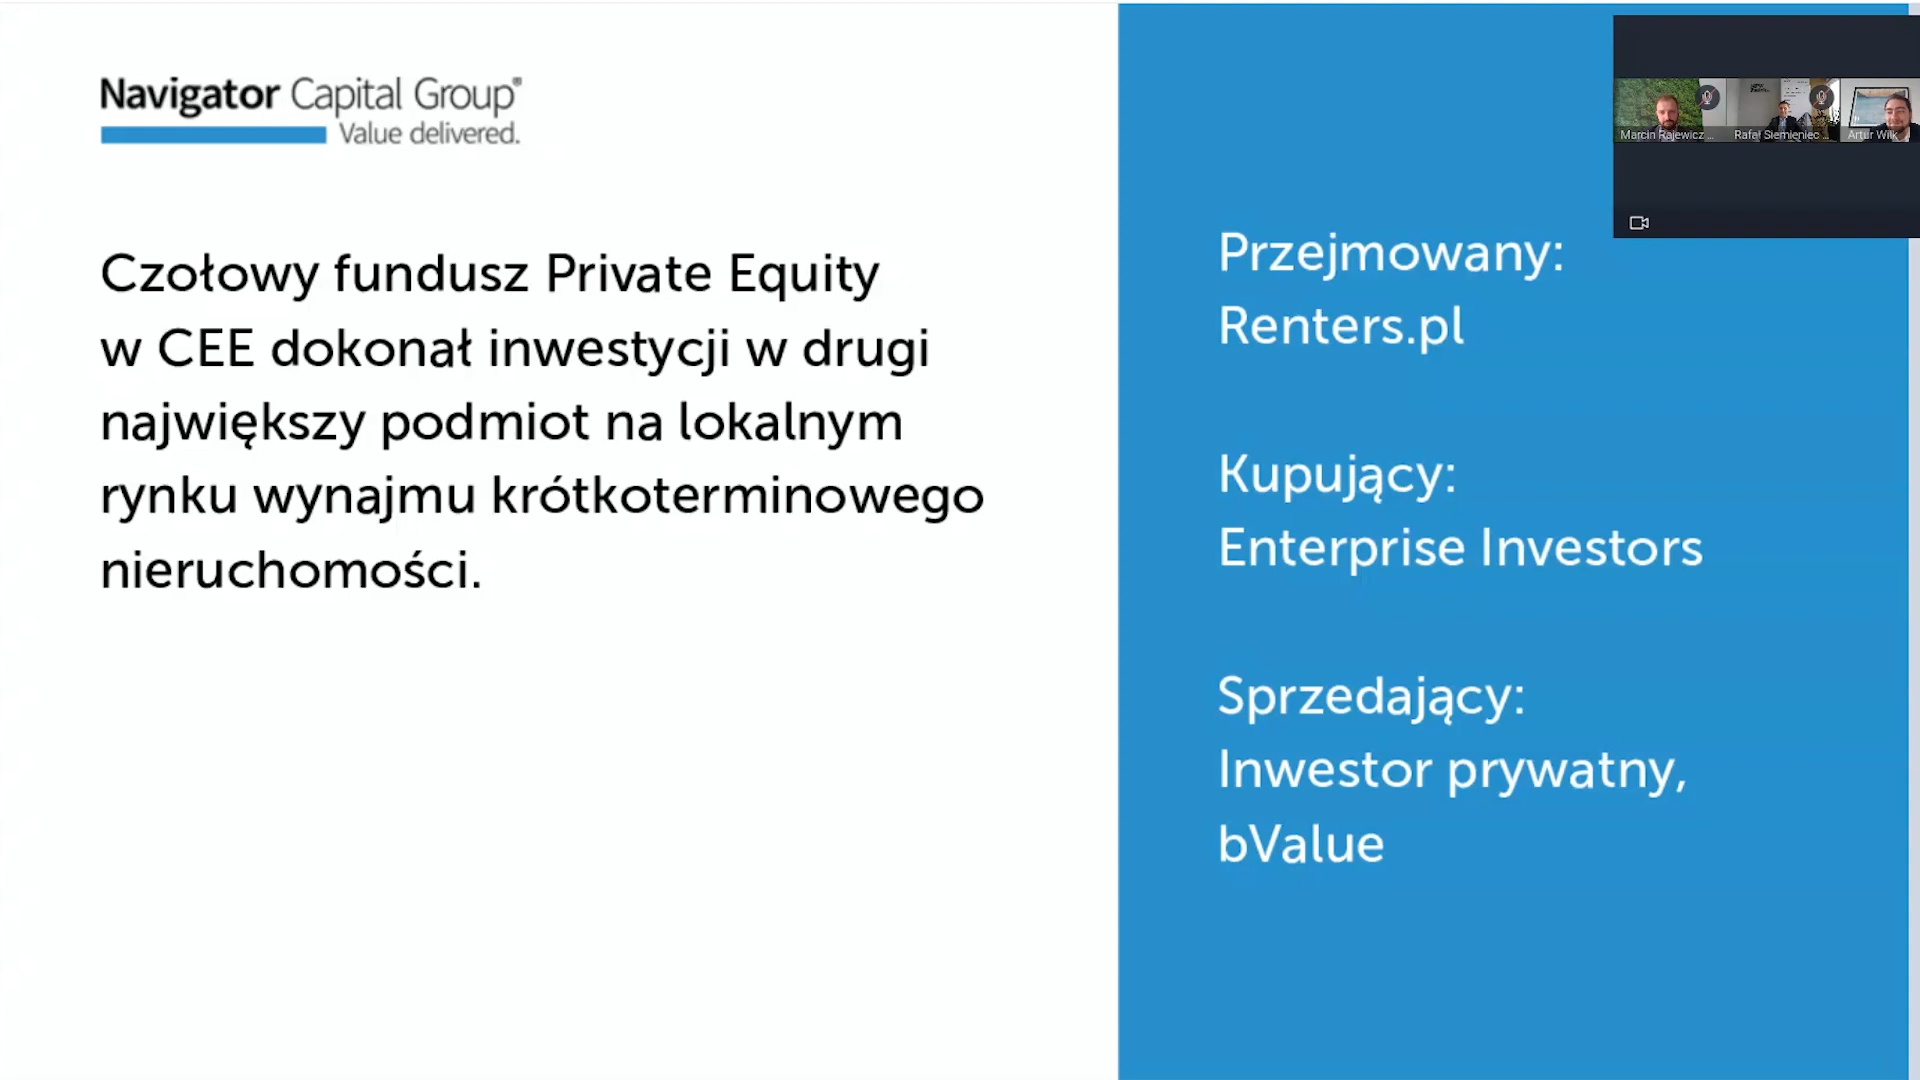 Navigator Capital Group®
Value delivered.
Czołowy fundusz Private Equity
w CEE dokonał inwestycji w drugi
największy podmiot na lokalnym
rynku wynajmu krótkoterminowego
nieruchomości.
Marcin Rajewicz ...
Rafał Siemieniec ...
Artur Wilk
Przejmowany:
Renters.pl
Kupujący:
Enterprise Investors
Sprzedający:
Inwestor prywatny,
bValue